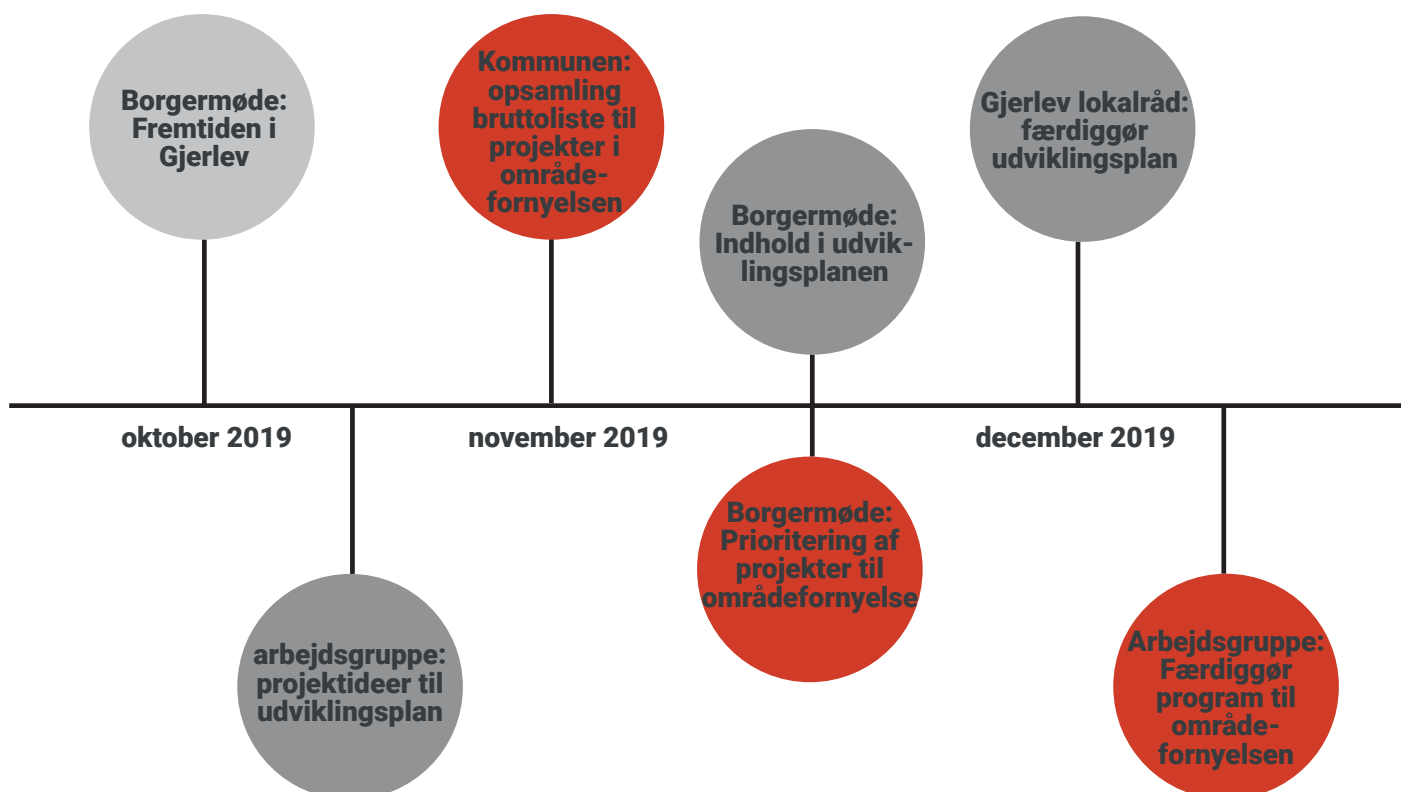 Borgermøde:
Fremtiden i
Gjerlev
Kommunen:
opsamling
bruttoliste til
projekter i
område-
fornyelsen
Borgermøde:
Indhold i udvik-
lingsplanen
Gjerlev lokalråd:
færdiggør
udviklingsplan
oktober 2019
november 2019
december 2019
arbejdsgruppe:
projektideer til
udviklingsplan
Borgermøde:
Prioritering af
projekter til
områdefornyelse
Arbejdsgruppe:
Færdiggør
program til
område-
fornyelsen